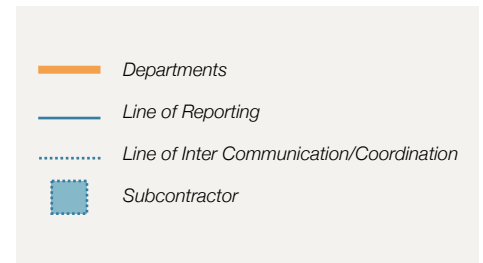 Departments
Line of Reporting
Line of Inter Communication/Coordination
Subcontractor